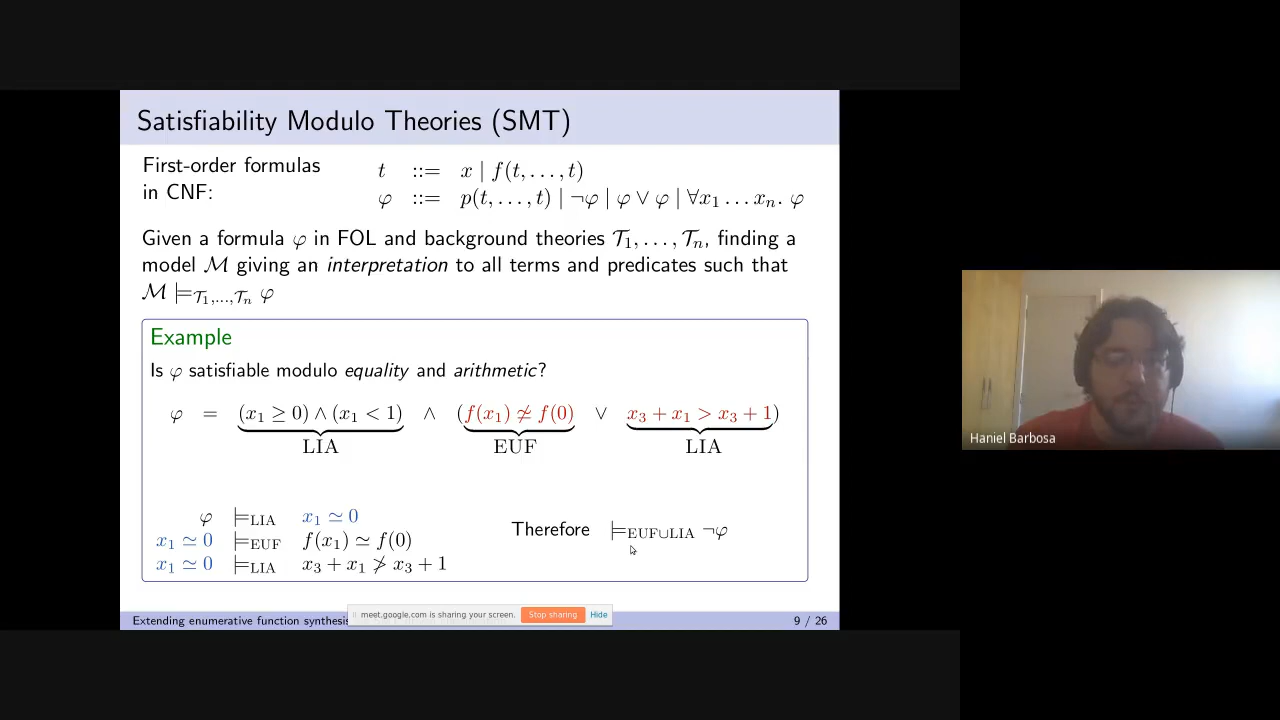 Satisfiability Modulo Theories (SMT)
First-order formulas
in CNF:
t ::= x | f(t, . . . , t)
φ ::= p(t, . . . , t) | ¬φ | φ ∨ φ | ∀x₁ . . . xₙ. φ
Given a formula φ in FOL and background theories 𝒯₁, . . . , 𝒯ₙ, finding a
model ℳ giving an interpretation to all terms and predicates such that
ℳ ⊨𝒯₁,...,𝒯ₙ φ
Example
Is φ satisfiable modulo equality and arithmetic?
φ = (x₁ ≥ 0) ∧ (x₁ < 1) ∧ (f(x₁) ≄ f(0) ∨ x₃ + x₁ > x₃ + 1)
LIA EUF LIA
φ ⊨LIA x₁ ≃ 0
x₁ ≃ 0 ⊨EUF f(x₁) ≃ f(0)
x₁ ≃ 0 ⊨LIA x₃ + x₁ ≯ x₃ + 1
Therefore ⊨EUF∪LIA ¬φ
Extending enumerative function synthesis
meet.google.com is sharing your screen. Stop sharing Hide
9 / 26
Haniel Barbosa